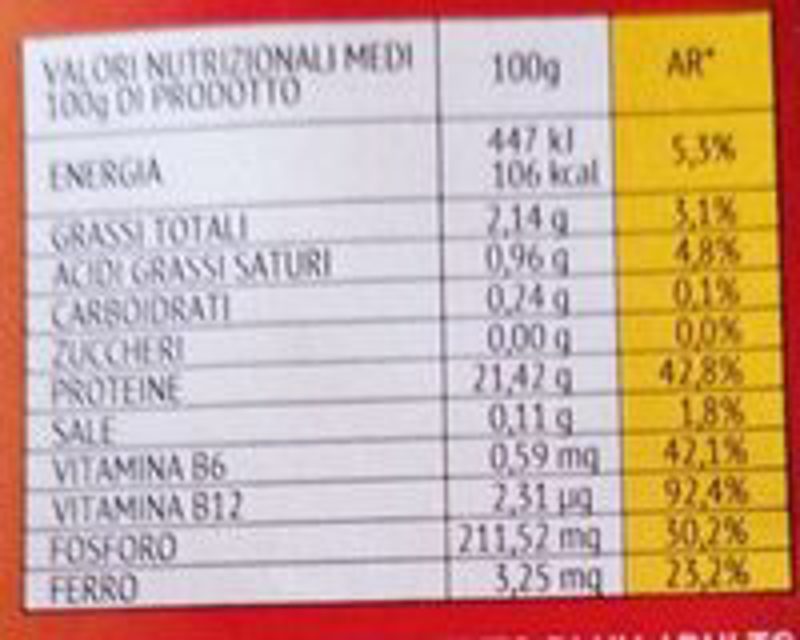 VALORI NUTRIZIONALI MEDI
100g DI PRODOTTO
100g
AR*
ENERGIA
447 kJ
106 kcal
5,3%
GRASSI TOTALI 2,14 g 3,1%
ACIDI GRASSI SATURI 0,96 g 4,8%
CARBOIDRATI 0,24 g 0,1%
ZUCCHERI 0,00 g 0,0%
PROTEINE 21,42 g 42,8%
SALE 0,11 g 1,8%
VITAMINA B6 0,59 mg 42,1%
VITAMINA B12 2,31 µg 92,4%
FOSFORO 211,52 mg 30,2%
FERRO 3,25 mg 23,2%